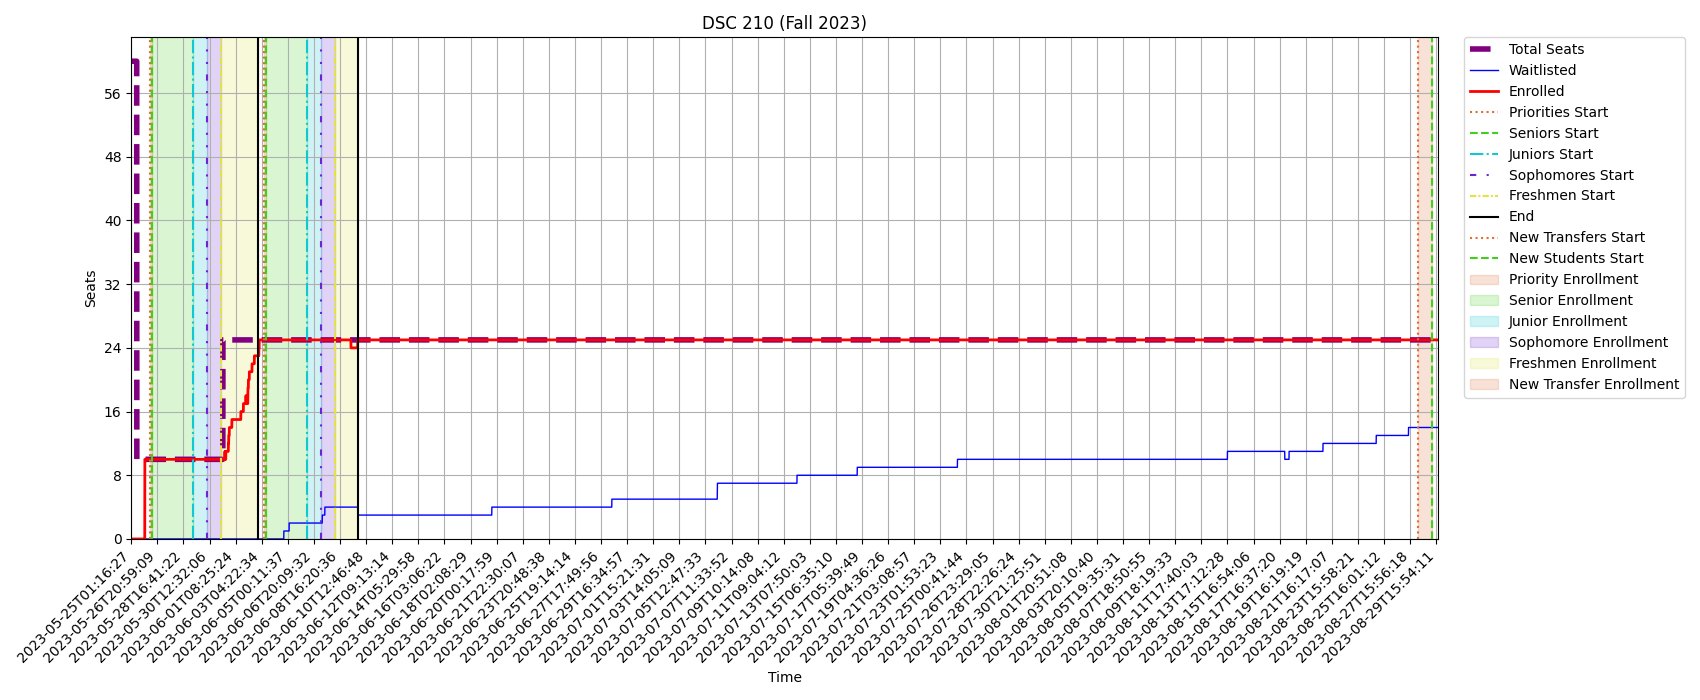 DSC 210 (Fall 2023)
Seats
56
48
40
32
24
16
8
0
2023-05-25T01:16:27
2023-05-26T20:59:09
2023-05-28T16:41:22
2023-05-30T12:32:06
2023-06-01T08:25:24
2023-06-03T04:22:34
2023-06-05T00:11:37
2023-06-06T20:09:32
2023-06-08T16:20:36
2023-06-10T12:46:48
2023-06-12T09:13:14
2023-06-14T05:29:58
2023-06-16T03:06:22
2023-06-18T02:08:29
2023-06-20T00:17:59
2023-06-21T22:30:07
2023-06-23T20:48:38
2023-06-25T19:14:14
2023-06-27T17:49:56
2023-06-29T16:34:57
2023-07-01T15:21:31
2023-07-03T14:05:09
2023-07-05T12:47:33
2023-07-07T11:33:52
2023-07-09T10:14:08
2023-07-11T09:04:12
2023-07-13T07:50:03
2023-07-15T06:35:10
2023-07-17T05:39:49
2023-07-19T04:36:26
2023-07-21T03:08:57
2023-07-23T01:53:23
2023-07-25T00:41:44
2023-07-26T23:29:05
2023-07-28T22:26:24
2023-07-30T21:25:51
2023-08-01T20:51:08
2023-08-03T20:10:40
2023-08-05T19:35:31
2023-08-07T18:50:55
2023-08-09T18:19:33
2023-08-11T17:40:03
2023-08-13T17:12:28
2023-08-15T16:54:06
2023-08-17T16:37:20
2023-08-19T16:19:19
2023-08-21T16:17:07
2023-08-23T15:58:21
2023-08-25T16:01:12
2023-08-27T15:56:18
2023-08-29T15:54:11
Time
Total Seats
Waitlisted
Enrolled
Priorities Start
Seniors Start
Juniors Start
Sophomores Start
Freshmen Start
End
New Transfers Start
New Students Start
Priority Enrollment
Senior Enrollment
Junior Enrollment
Sophomore Enrollment
Freshmen Enrollment
New Transfer Enrollment